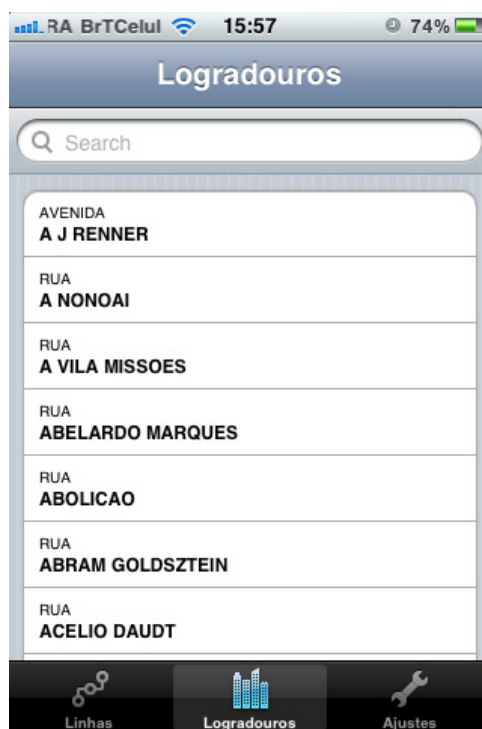 RA BrTCelul 15:57 74%
Logradouros
Search
AVENIDA
A J RENNER
RUA
A NONOAI
RUA
A VILA MISSOES
RUA
ABELARDO MARQUES
RUA
ABOLICAO
RUA
ABRAM GOLDSZTEIN
RUA
ACELIO DAUDT
Linhas Logradouros Ajustes